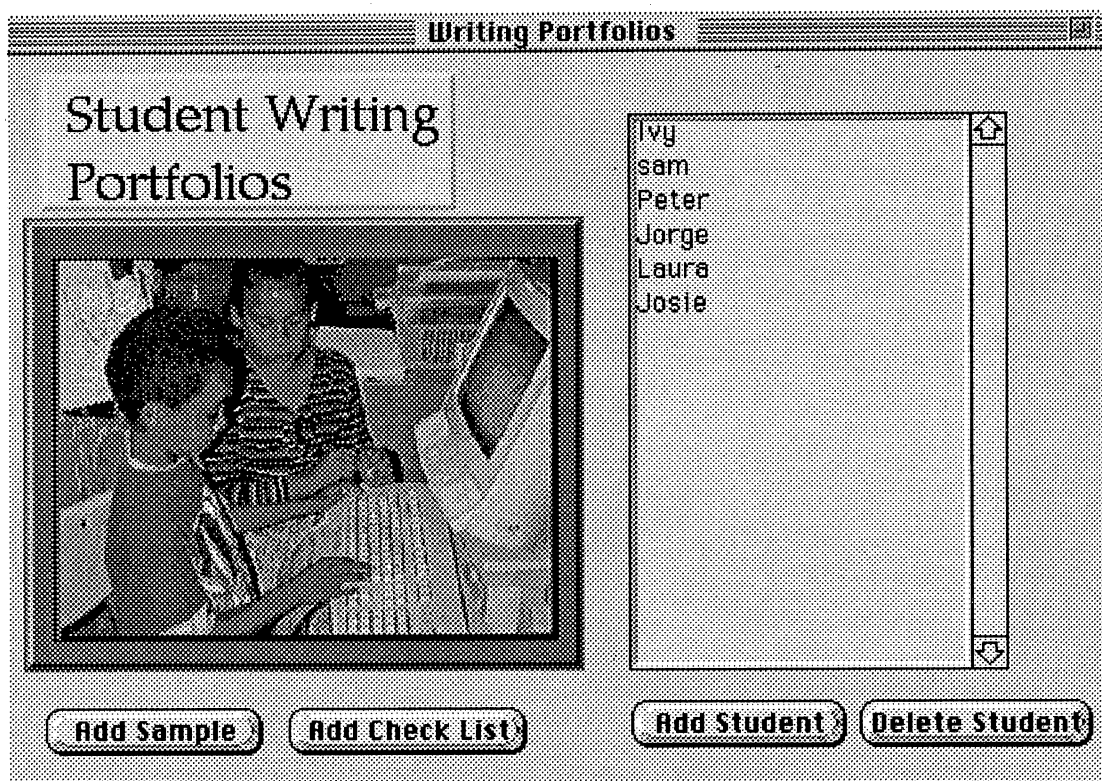 Writing Portfolios
Student Writing
Portfolios
Ivy
sam
Peter
Jorge
Laura
Josie
Add Sample
Add Check List
Add Student
Delete Student